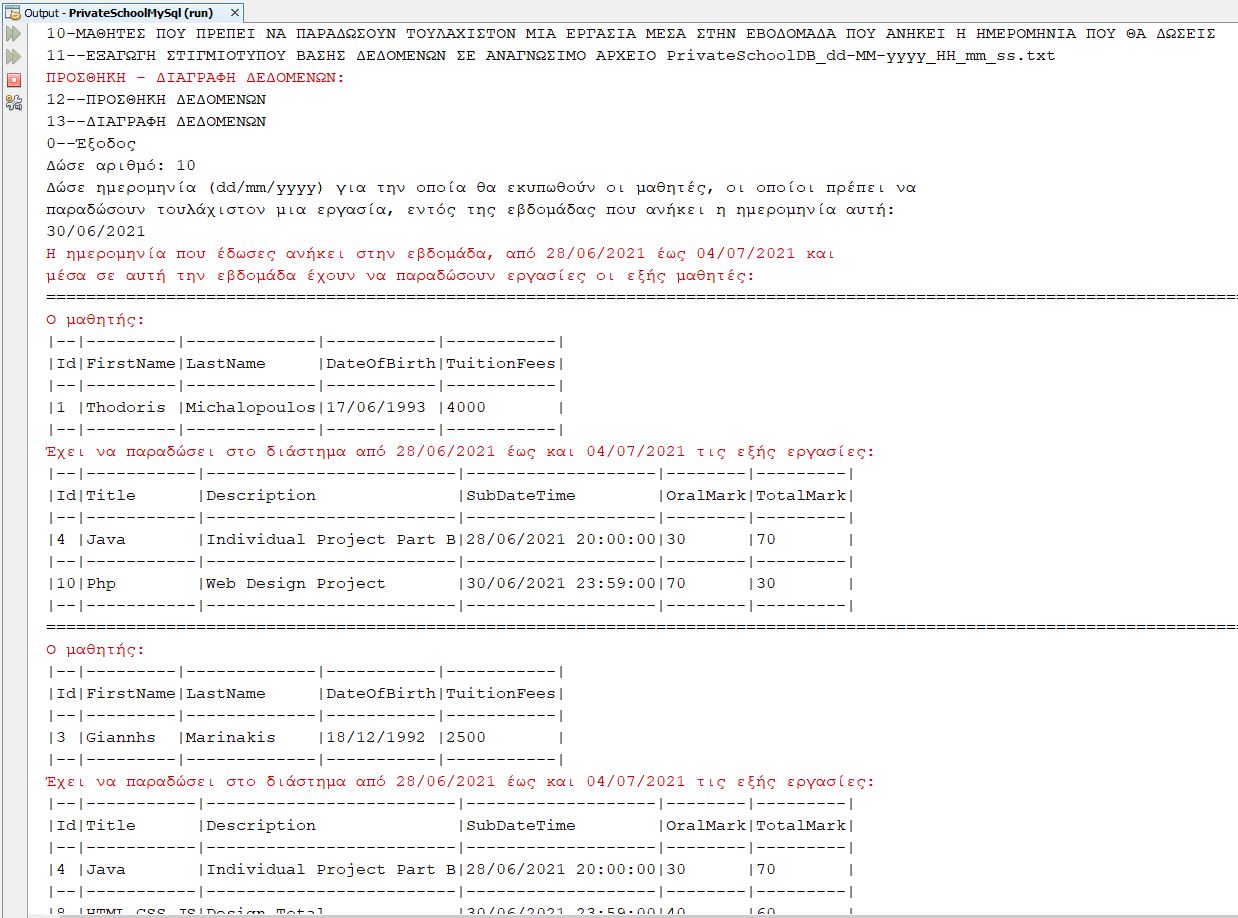 Output - PrivateSchoolMySql (run) ×
10-ΜΑΘΗΤΕΣ ΠΟΥ ΠΡΕΠΕΙ ΝΑ ΠΑΡΑΔΩΣΟΥΝ ΤΟΥΛΑΧΙΣΤΟΝ ΜΙΑ ΕΡΓΑΣΙΑ ΜΕΣΑ ΣΤΗΝ ΕΒΔΟΜΑΔΑ ΠΟΥ ΑΝΗΚΕΙ Η ΗΜΕΡΟΜΗΝΙΑ ΠΟΥ ΘΑ ΔΩΣΕΙΣ
11--ΕΞΑΓΩΓΗ ΣΤΙΓΜΙΟΤΥΠΟΥ ΒΑΣΗΣ ΔΕΔΟΜΕΝΩΝ ΣΕ ΑΝΑΓΝΩΣΙΜΟ ΑΡΧΕΙΟ PrivateSchoolDB_dd-MM-yyyy_HH_mm_ss.txt
ΠΡΟΣΘΗΚΗ - ΔΙΑΓΡΑΦΗ ΔΕΔΟΜΕΝΩΝ:
12--ΠΡΟΣΘΗΚΗ ΔΕΔΟΜΕΝΩΝ
13--ΔΙΑΓΡΑΦΗ ΔΕΔΟΜΕΝΩΝ
0--Έξοδος
Δώσε αριθμό: 10
Δώσε ημερομηνία (dd/mm/yyyy) για την οποία θα εκυπωθούν οι μαθητές, οι οποίοι πρέπει να
παραδώσουν τουλάχιστον μια εργασία, εντός της εβδομάδας που ανήκει η ημερομηνία αυτή:
30/06/2021
Η ημερομηνία που έδωσες ανήκει στην εβδομάδα, από 28/06/2021 έως 04/07/2021 και
μέσα σε αυτή την εβδομάδα έχουν να παραδώσουν εργασίες οι εξής μαθητές:
Ο μαθητής:
|Id|FirstName|LastName     |DateOfBirth|TuitionFees|
|1 |Thodoris |Michalopoulos|17/06/1993 |4000       |
Έχει να παραδώσει στο διάστημα από 28/06/2021 έως και 04/07/2021 τις εξής εργασίες:
|Id|Title      |Description              |SubDateTime        |OralMark|TotalMark|
|4 |Java       |Individual Project Part B|28/06/2021 20:00:00|30      |70       |
|10|Php        |Web Design Project       |30/06/2021 23:59:00|70      |30       |
Ο μαθητής:
|Id|FirstName|LastName     |DateOfBirth|TuitionFees|
|3 |Giannhs  |Marinakis    |18/12/1992 |2500       |
Έχει να παραδώσει στο διάστημα από 28/06/2021 έως και 04/07/2021 τις εξής εργασίες:
|Id|Title      |Description              |SubDateTime        |OralMark|TotalMark|
|4 |Java       |Individual Project Part B|28/06/2021 20:00:00|30      |70       |
|8 |HTML CSS JS|Design Total             |30/06/2021 23:59:00|40      |60       |